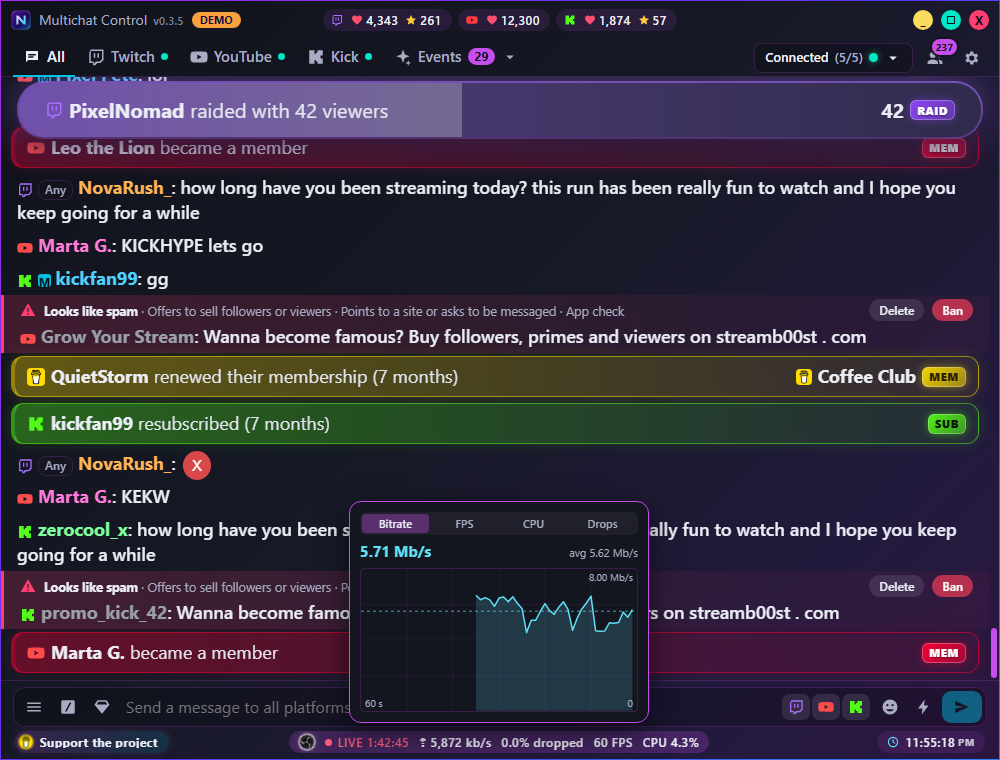 Multichat Control v0.3.5 DEMO
4,343 261 12,300 1,874 57
X
All Twitch YouTube Kick Events 29
Connected (5/5) 237
PixelNomad raided with 42 viewers 42 RAID
Leo the Lion became a member MEM
Any NovaRush_: how long have you been streaming today? this run has been really fun to watch and I hope you
keep going for a while
Marta G.: KICKHYPE lets go
M kickfan99: gg
Looks like spam · Offers to sell followers or viewers · Points to a site or asks to be messaged · App check Delete Ban
Grow Your Stream: Wanna become famous? Buy followers, primes and viewers on streamb00st . com
QuietStorm renewed their membership (7 months) Coffee Club MEM
kickfan99 resubscribed (7 months) SUB
Any NovaRush_: X
Marta G.: KEKW
zerocool_x: how long have you been s ally fun to watch and I hope you keep
going for a while
Looks like spam · Offers to sell followers or viewers · P Delete Ban
promo_kick_42: Wanna become famo s on streamb00st . com
Marta G. became a member MEM
Bitrate FPS CPU Drops
5.71 Mb/s avg 5.62 Mb/s
8.00 Mb/s
60 s 0
Send a message to all platforms
Support the project
LIVE 1:42:45 5,872 kb/s 0.0% dropped 60 FPS CPU 4.3%
11:55:18 PM